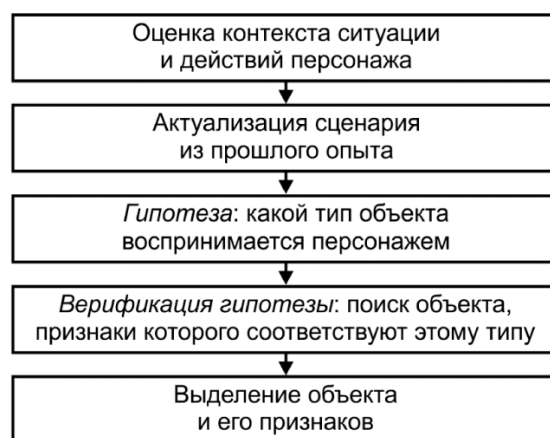 Оценка контекста ситуации
и действий персонажа
Актуализация сценария
из прошлого опыта
Гипотеза: какой тип объекта
воспринимается персонажем
Верификация гипотезы: поиск объекта,
признаки которого соответствуют этому типу
Выделение объекта
и его признаков